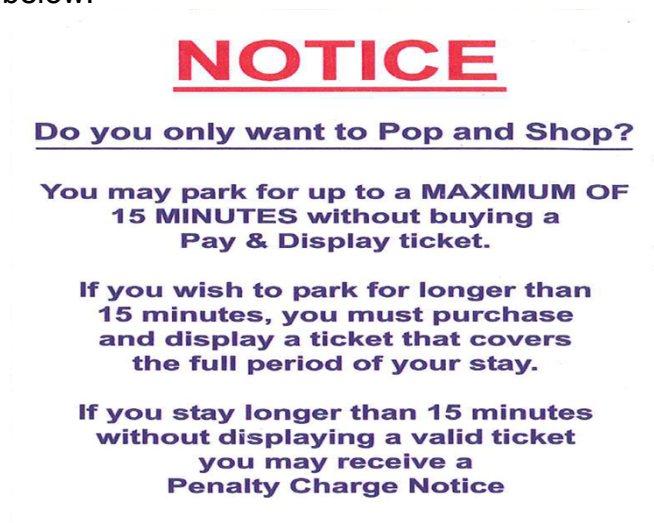 below:
NOTICE
Do you only want to Pop and Shop?
You may park for up to a MAXIMUM OF
15 MINUTES without buying a
Pay & Display ticket.
If you wish to park for longer than
15 minutes, you must purchase
and display a ticket that covers
the full period of your stay.
If you stay longer than 15 minutes
without displaying a valid ticket
you may receive a
Penalty Charge Notice